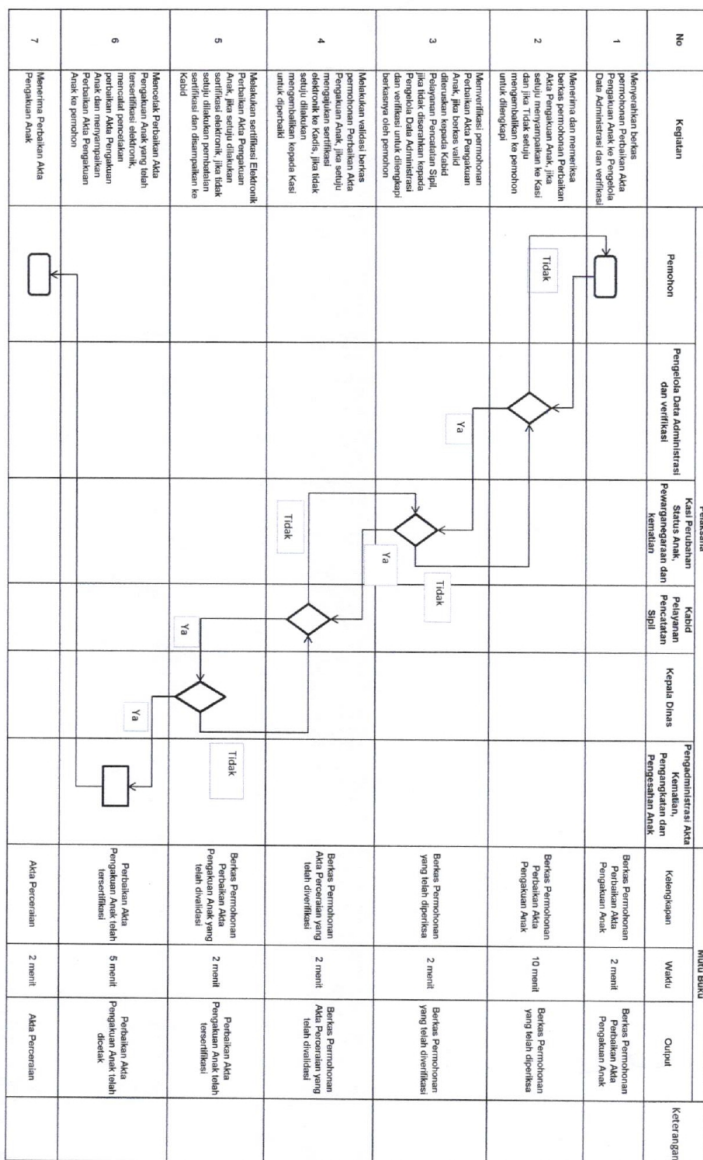 Pelaksana
Mutu Buku
No
Kegiatan
Pemohon
Pengelola Data Administrasi
dan verifikasi
Kasi Perubahan
Status Anak,
Pewarganegaraan dan
kematian
Kabid
Pelayanan
Pencatatan
Sipil
Kepala Dinas
Pengadministrasi Akta
Kematian,
Pengangkatan dan
Pengesahan Anak
Kelengkapan
Waktu
Output
Keterangan
1
Menyerahkan berkas
permohonan Perbaikan Akta
Pengakuan Anak ke Pengelola
Data Administrasi dan verifikasi
Berkas Permohonan
Perbaikan Akta
Pengakuan Anak
2 menit
Berkas Permohonan
Perbaikan Akta
Pengakuan Anak
2
Menerima dan memeriksa
berkas permohonan Perbaikan
Akta Pengakuan Anak, jika
setuju menyampaikan ke Kasi
dan jika Tidak setuju
mengembalikan ke pemohon
untuk dilengkapi
Tidak
Ya
Berkas Permohonan
Perbaikan Akta
Pengakuan Anak
10 menit
Berkas Permohonan
yang telah diperiksa
3
Memverifikasi permohonan
Perbaikan Akta Pengakuan
Anak, jika berkas valid
diteruskan kepada Kabid
Pelayanan Pencatatan Sipil,
jika tidak diserahkan kepada
Pengelola Data Administrasi
dan verifikasi untuk dilengkapi
berkasnya oleh pemohon
Ya
Tidak
Berkas Permohonan
yang telah diperiksa
2 menit
Berkas Permohonan
yang telah diverifikasi
4
Melakukan validasi berkas
permohonan Perbaikan Akta
Pengakuan Anak, jika setuju
mengajukan sertifikasi
elektronik ke Kadis, jika tidak
setuju dilakukan
mengembalikan kepada Kasi
untuk diperbaiki
Tidak
Ya
Berkas Permohonan
Akta Perceraian yang
telah diverifikasi
2 menit
Berkas Permohonan
Akta Perceraian yang
telah divalidasi
5
Melakukan sertifikasi Elektronik
Perbaikan Akta Pengakuan
Anak, jika setuju dilakukan
sertifikasi elektronik, jika tidak
setuju dilakukan pembatalan
sertifikasi dan disampaikan ke
Kabid
Tidak
Ya
Berkas Permohonan
Perbaikan Akta
Pengakuan Anak yang
telah divalidasi
2 menit
Perbaikan Akta
Pengakuan Anak telah
tersertifikasi
6
Mencetak Perbaikan Akta
Pengakuan Anak yang telah
tersertifikasi elektronik,
mencatat pencetakan
perbaikan Akta Pengakuan
Anak dan menyampaikan
Perbaikan Akta Pengakuan
Anak ke pemohon
Perbaikan Akta
Pengakuan Anak telah
tersertifikasi
5 menit
Perbaikan Akta
Pengakuan Anak telah
dicetak
7
Menerima Perbaikan Akta
Pengakuan Anak.
Akta Perceraian
2 menit
Akta Perceraian